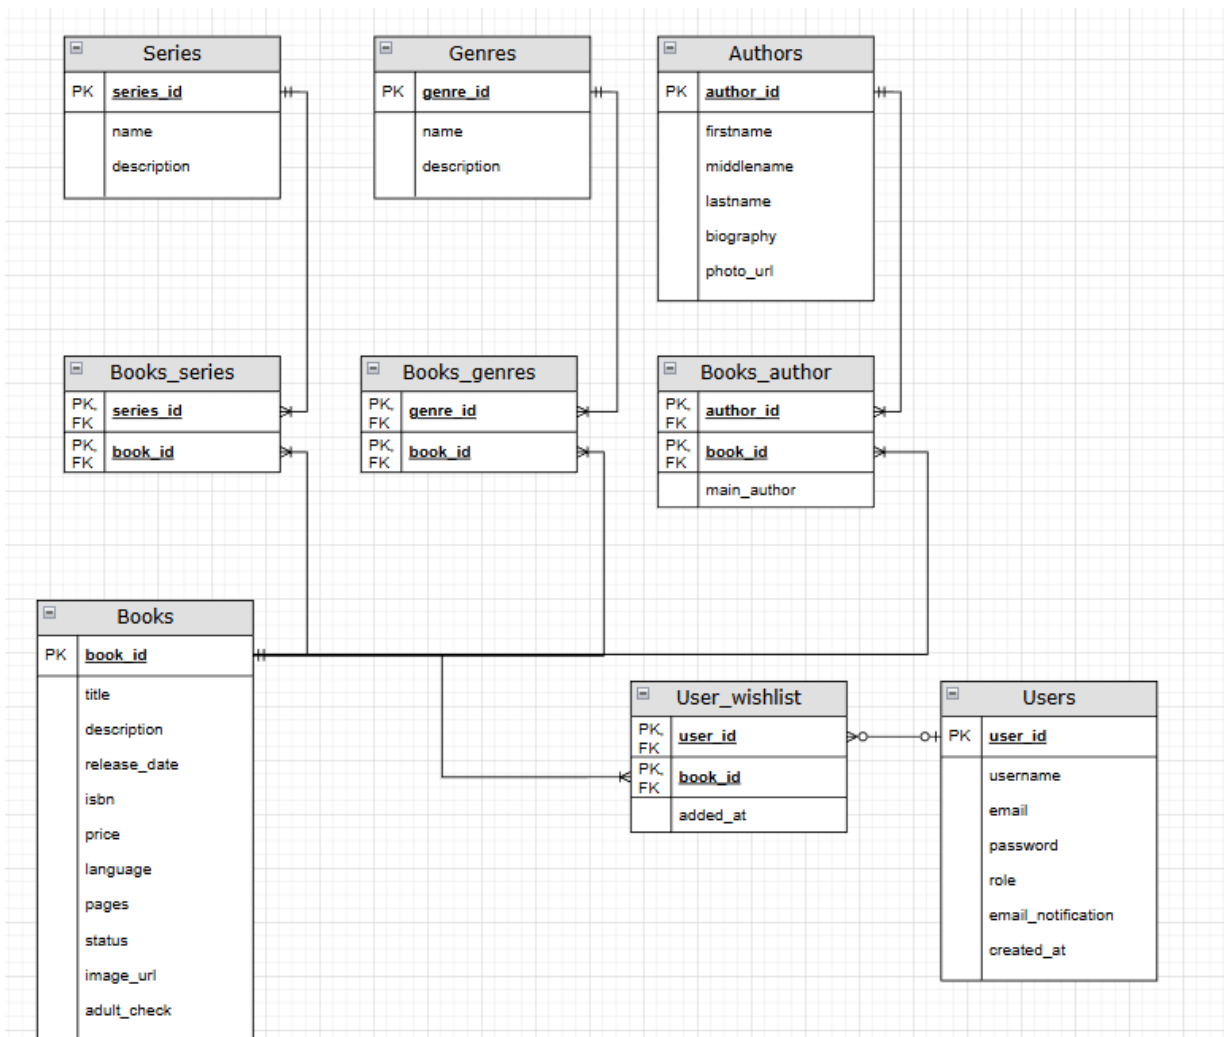 Series
PK series_id
name
description
Genres
PK genre_id
name
description
Authors
PK author_id
firstname
middlename
lastname
biography
photo_url
Books_series
PK, FK series_id
PK, FK book_id
Books_genres
PK, FK genre_id
PK, FK book_id
Books_author
PK, FK author_id
PK, FK book_id
main_author
Books
PK book_id
title
description
release_date
isbn
price
language
pages
status
image_url
adult_check
User_wishlist
PK, FK user_id
PK, FK book_id
added_at
Users
PK user_id
username
email
password
role
email_notification
created_at